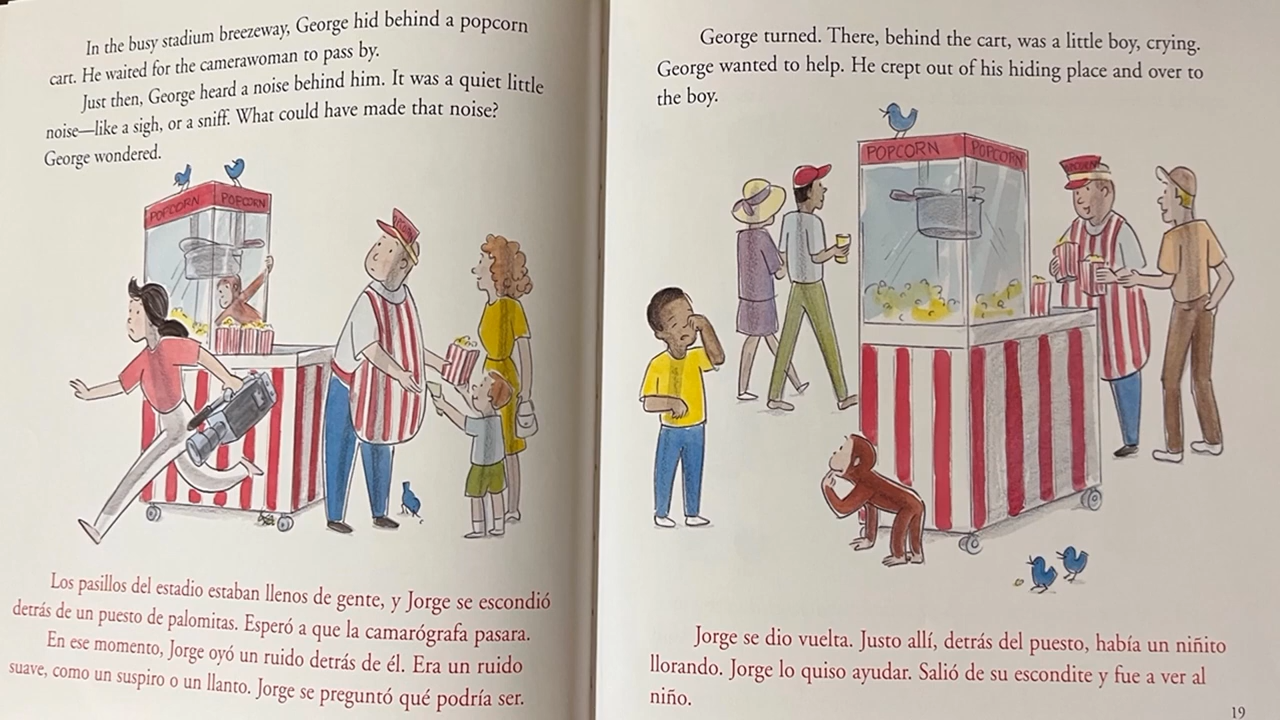 In the busy stadium breezeway, George hid behind a popcorn
cart. He waited for the camerawoman to pass by.
Just then, George heard a noise behind him. It was a quiet little
noise—like a sigh, or a sniff. What could have made that noise?
George wondered.
POPCORN POPCORN
Los pasillos del estadio estaban llenos de gente, y Jorge se escondió
detrás de un puesto de palomitas. Esperó a que la camarógrafa pasara.
En ese momento, Jorge oyó un ruido detrás de él. Era un ruido
suave, como un suspiro o un llanto. Jorge se preguntó qué podría ser.
George turned. There, behind the cart, was a little boy, crying.
George wanted to help. He crept out of his hiding place and over to
the boy.
POPCORN POPCORN
Jorge se dio vuelta. Justo allí, detrás del puesto, había un niñito
llorando. Jorge lo quiso ayudar. Salió de su escondite y fue a ver al
niño.
19